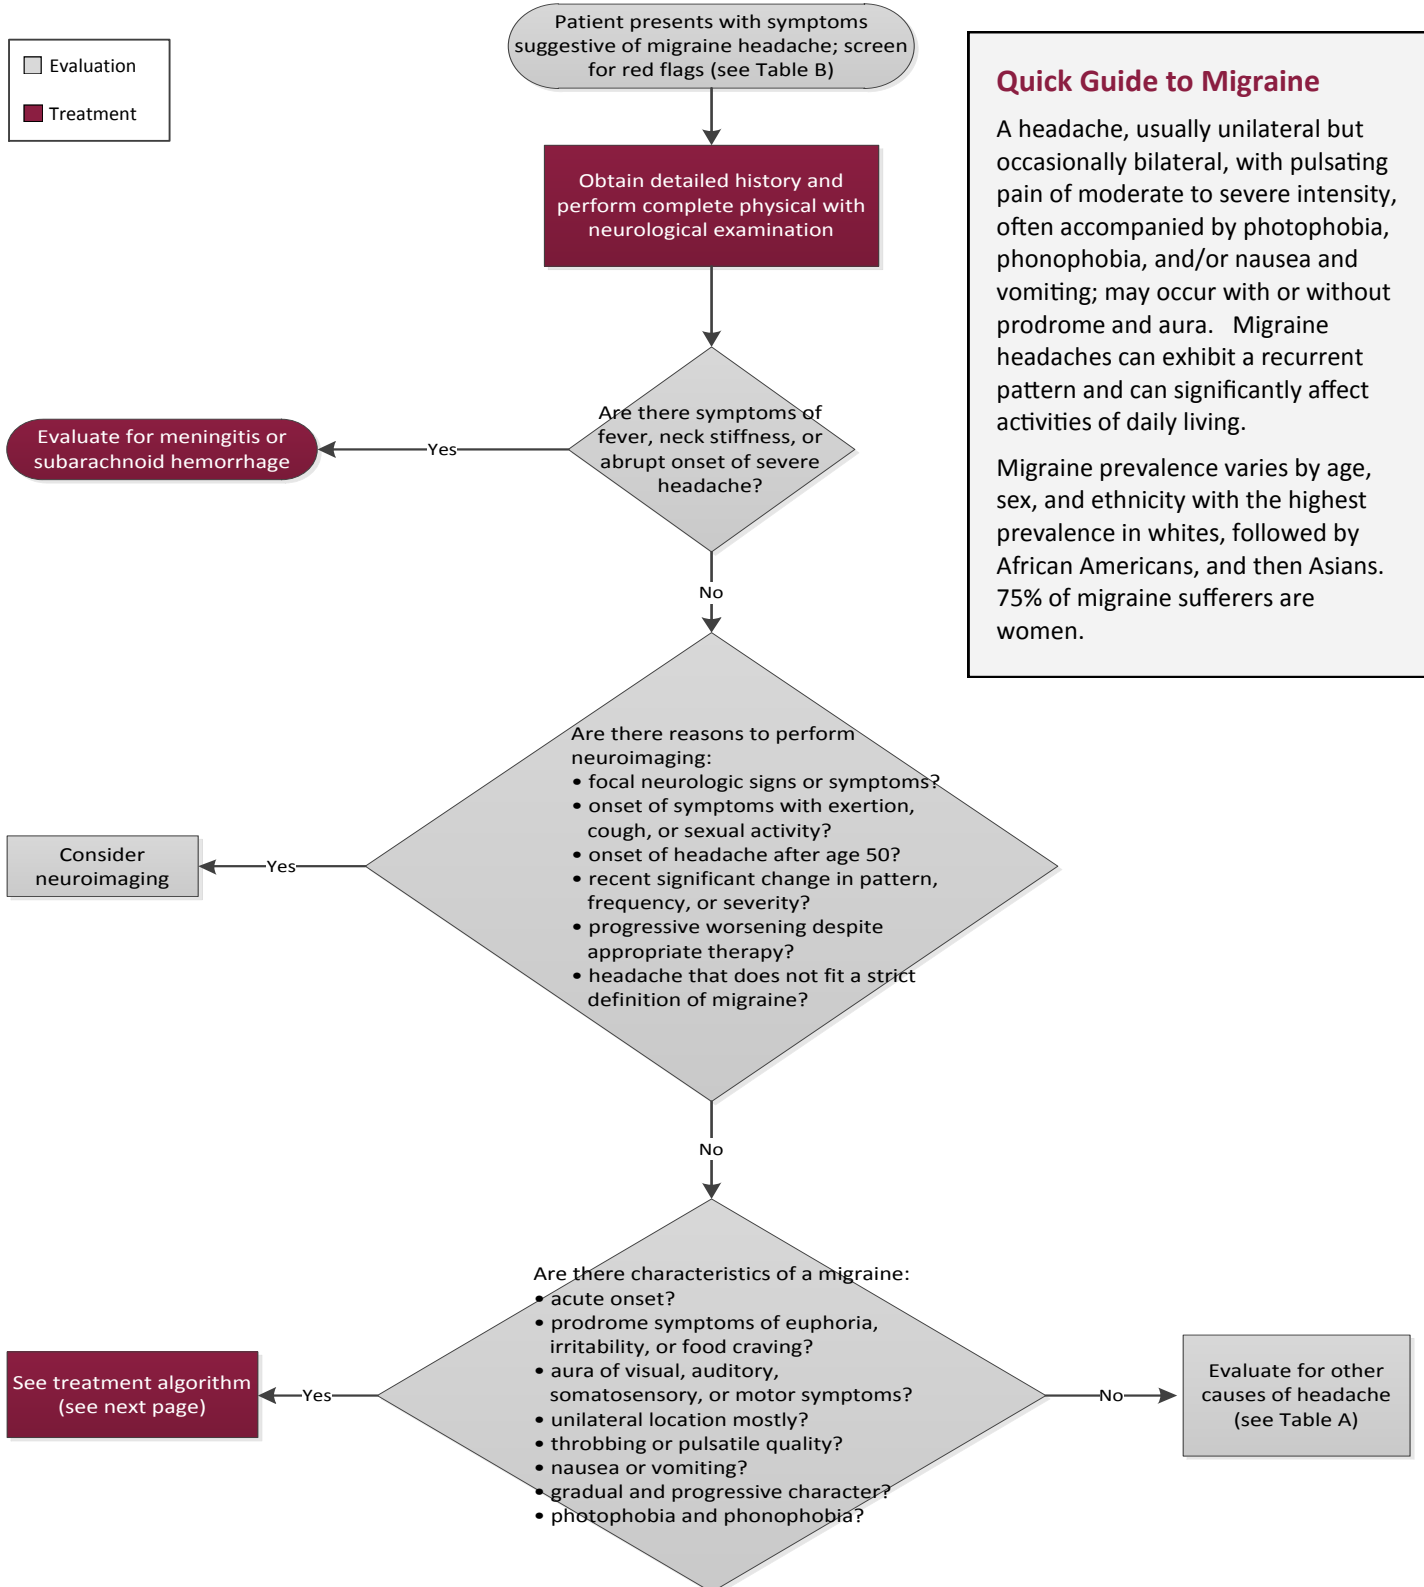 Evaluation
Treatment
Patient presents with symptoms
suggestive of migraine headache; screen
for red flags (see Table B)
Obtain detailed history and
perform complete physical with
neurological examination
Are there symptoms of
fever, neck stiffness, or
abrupt onset of severe
headache?
Yes
Evaluate for meningitis or
subarachnoid hemorrhage
No
Are there reasons to perform
neuroimaging:
• focal neurologic signs or symptoms?
• onset of symptoms with exertion,
cough, or sexual activity?
• onset of headache after age 50?
• recent significant change in pattern,
frequency, or severity?
• progressive worsening despite
appropriate therapy?
• headache that does not fit a strict
definition of migraine?
Yes
Consider
neuroimaging
No
Are there characteristics of a migraine:
• acute onset?
• prodrome symptoms of euphoria,
irritability, or food craving?
• aura of visual, auditory,
somatosensory, or motor symptoms?
• unilateral location mostly?
• throbbing or pulsatile quality?
• nausea or vomiting?
• gradual and progressive character?
• photophobia and phonophobia?
Yes
See treatment algorithm
(see next page)
No
Evaluate for other
causes of headache
(see Table A)
Quick Guide to Migraine
A headache, usually unilateral but
occasionally bilateral, with pulsating
pain of moderate to severe intensity,
often accompanied by photophobia,
phonophobia, and/or nausea and
vomiting; may occur with or without
prodrome and aura.   Migraine
headaches can exhibit a recurrent
pattern and can significantly affect
activities of daily living.
Migraine prevalence varies by age,
sex, and ethnicity with the highest
prevalence in whites, followed by
African Americans, and then Asians.
75% of migraine sufferers are
women.